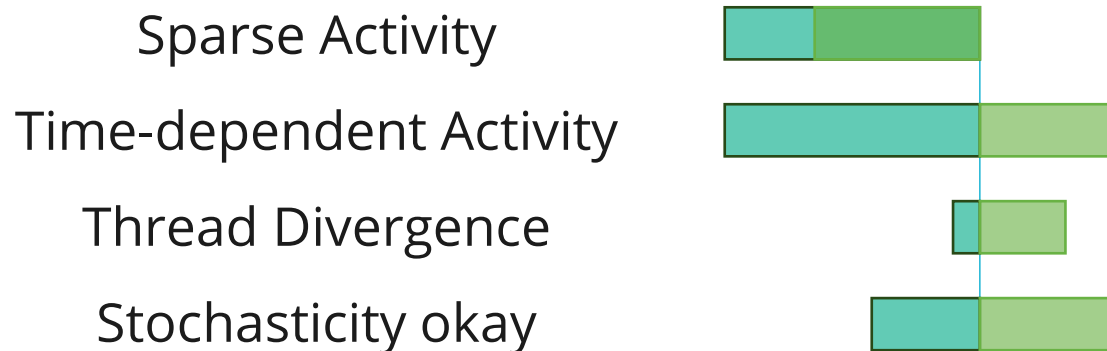 Sparse Activity
Time-dependent Activity
Thread Divergence
Stochasticity okay